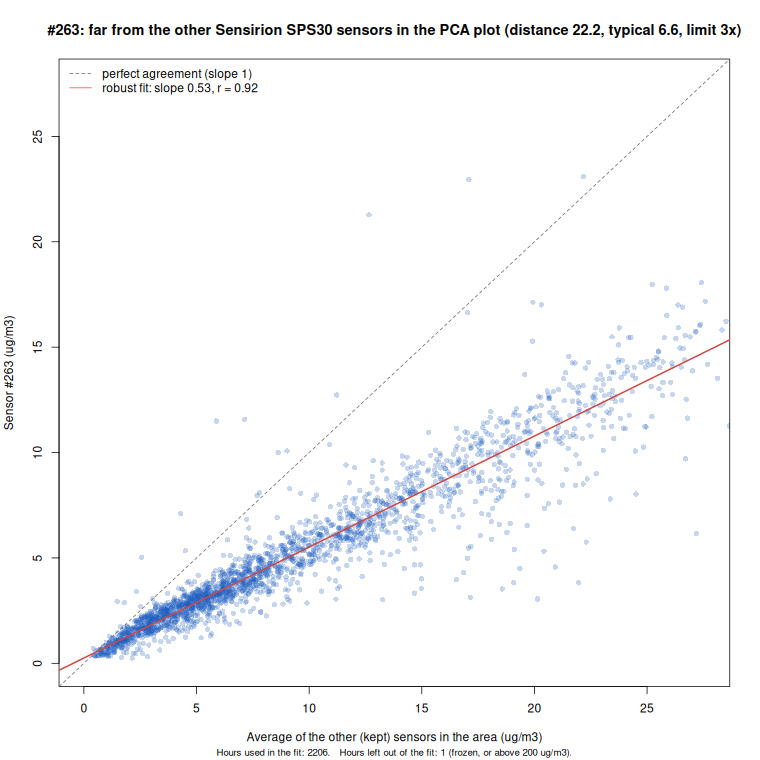 #263: far from the other Sensirion SPS30 sensors in the PCA plot (distance 22.2, typical 6.6, limit 3x)
perfect agreement (slope 1)
robust fit: slope 0.53, r = 0.92
25
20
15
10
5
0
Sensor #263 (ug/m3)
0 5 10 15 20 25
Average of the other (kept) sensors in the area (ug/m3)
Hours used in the fit: 2206. Hours left out of the fit: 1 (frozen, or above 200 ug/m3).